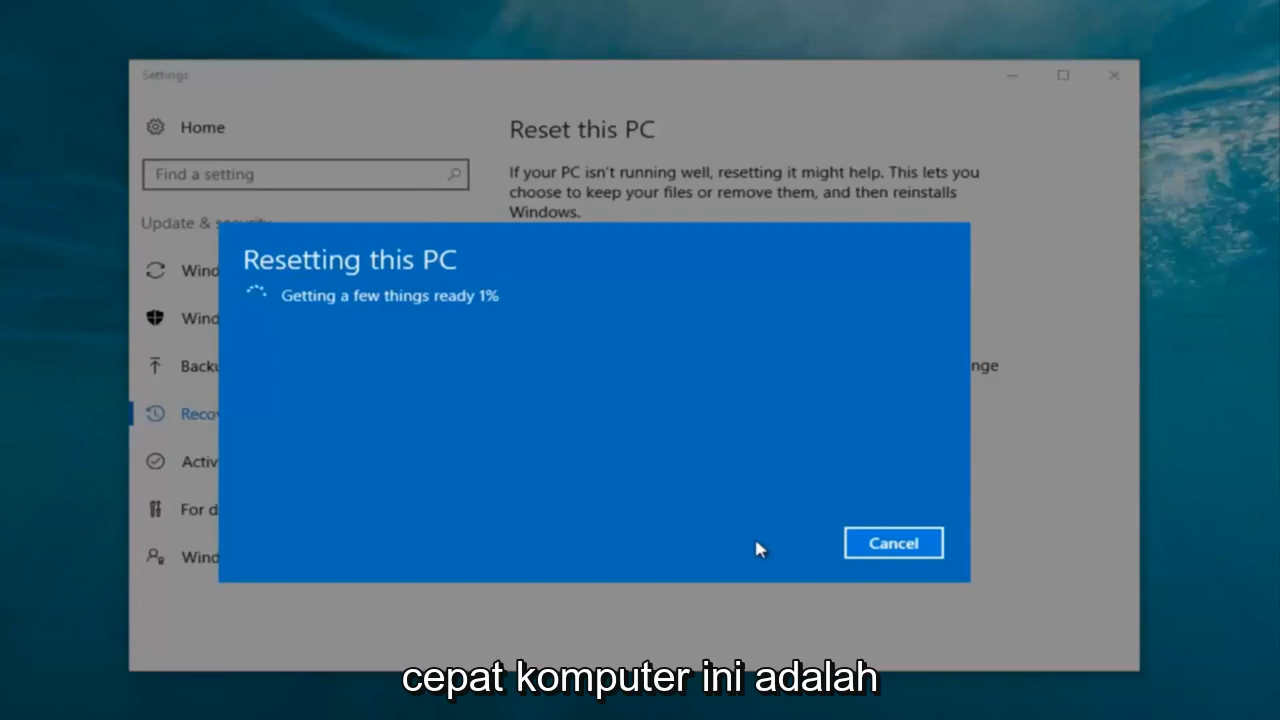 Settings
Home
Reset this PC
Find a setting
If your PC isn't running well, resetting it might help. This lets you
choose to keep your files or remove them, and then reinstalls
Windows.
Update & security
Resetting this PC
Getting a few things ready 1%
Wind
Wind
Backu
nge
Recov
Activ
For d
Cancel
Wind
cepat komputer ini adalah